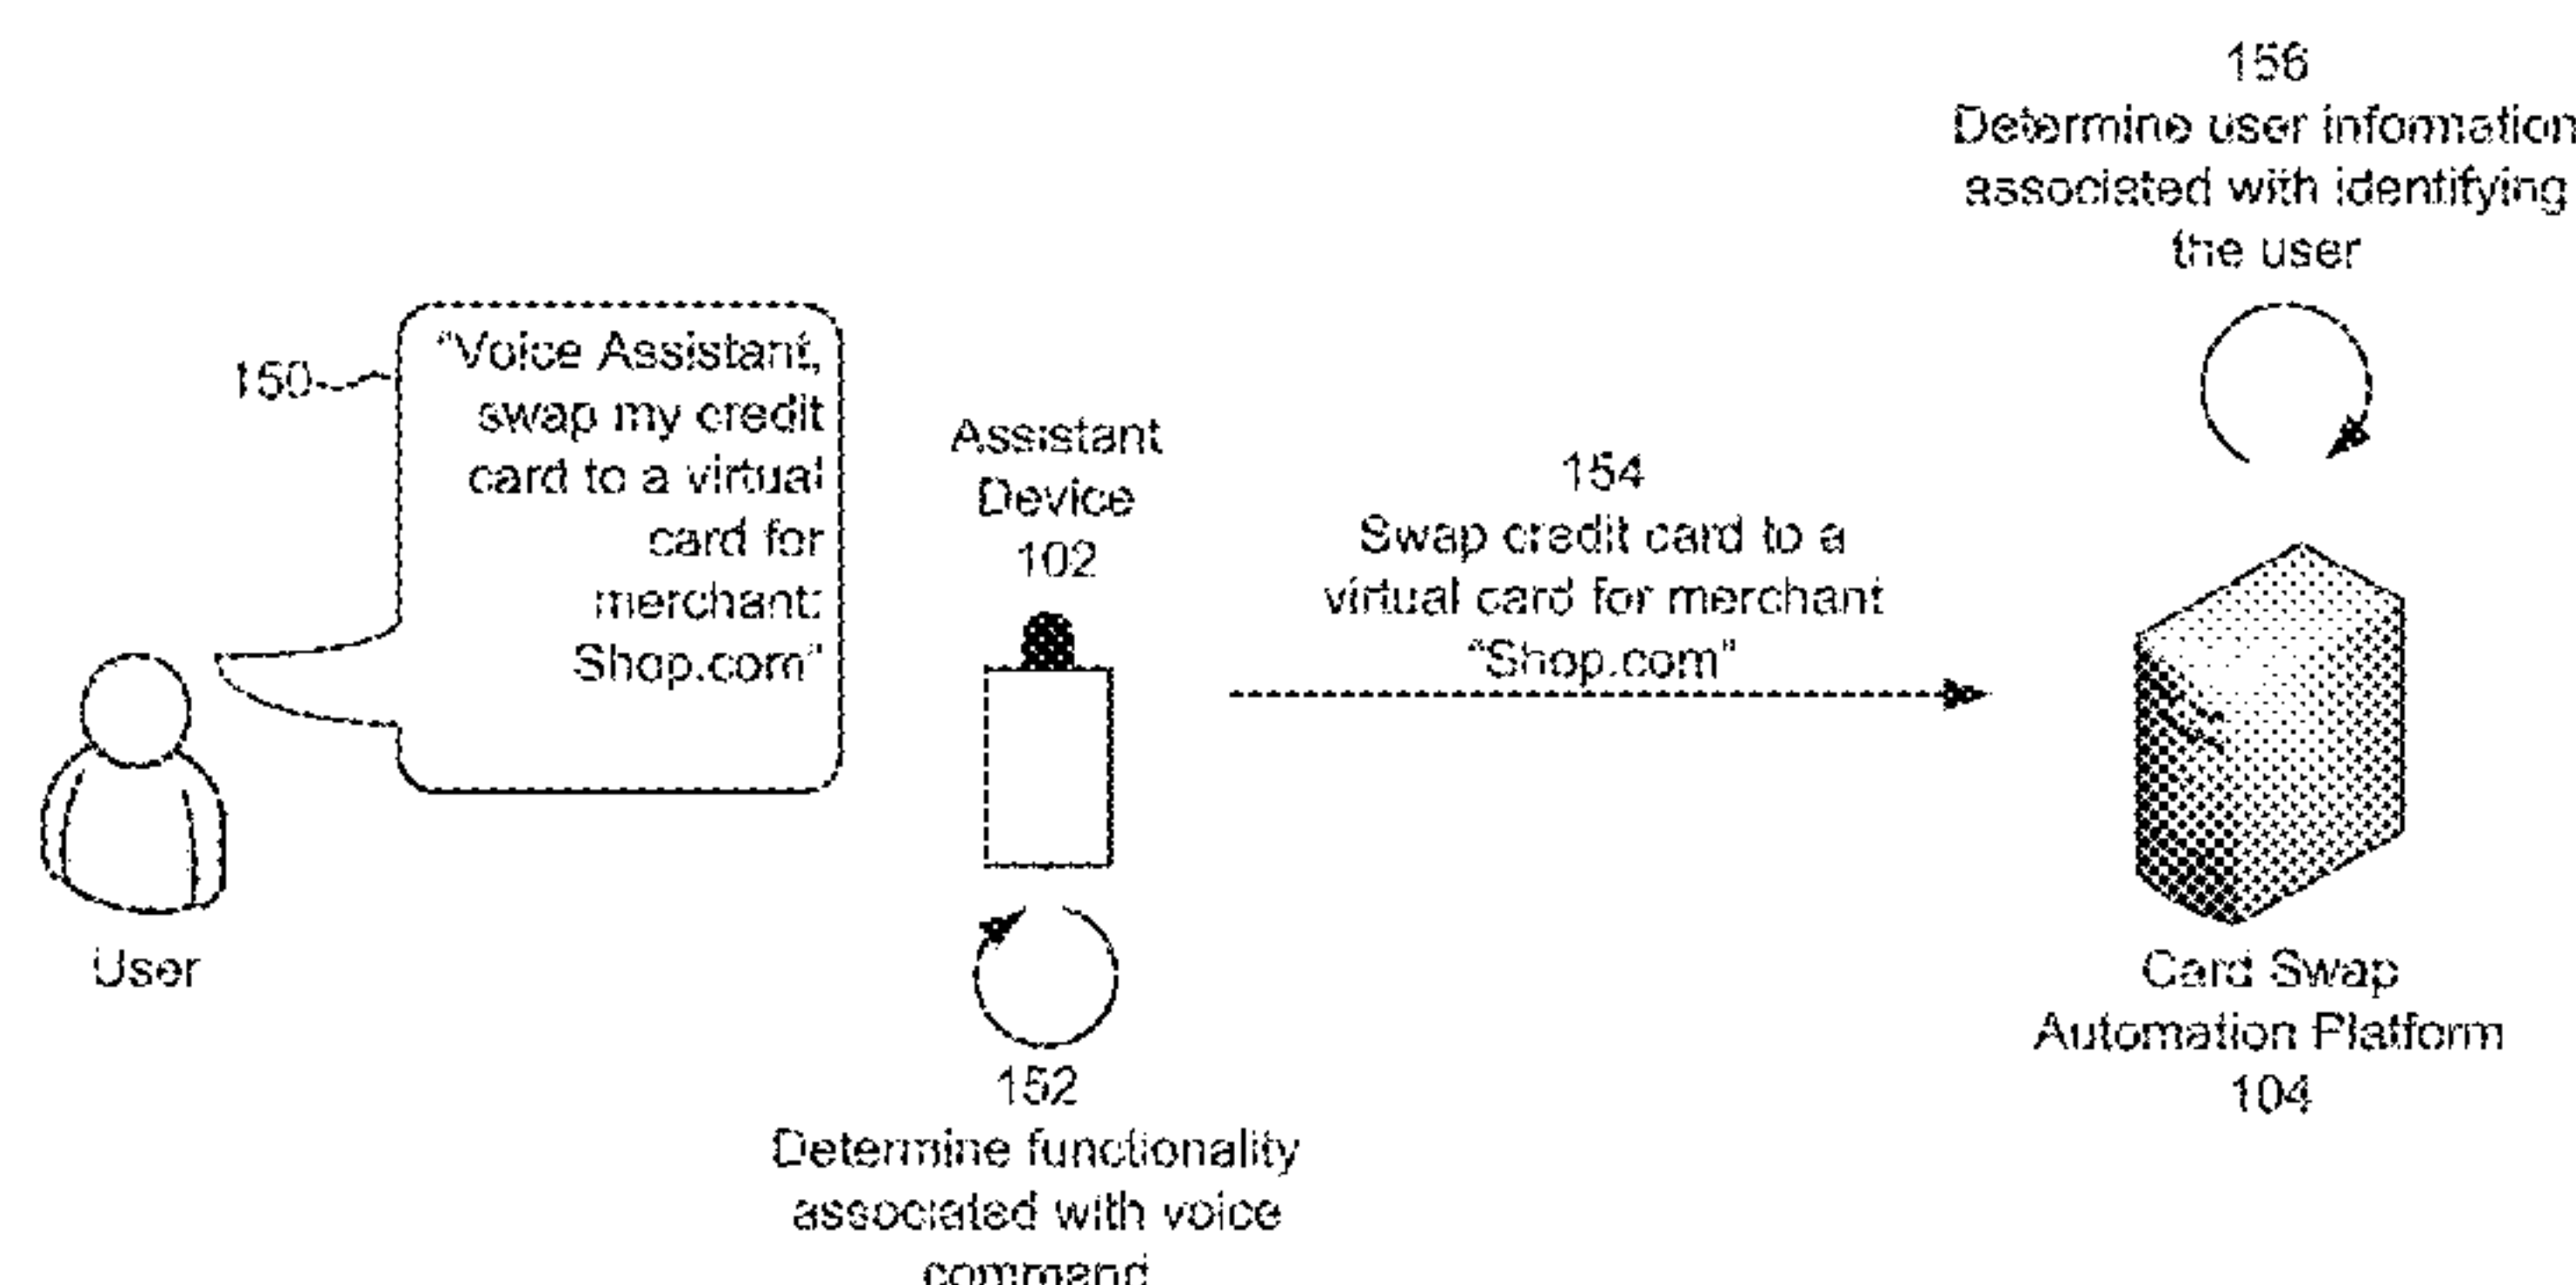 150
"Voice Assistant,
swap my credit
card to a virtual
card for
merchant:
Shop.com"
User
Assistant
Device
102
152
Determine functionality
associated with voice
command
154
Swap credit card to a
virtual card for merchant
"Shop.com"
156
Determine user information
associated with identifying
the user
Card Swap
Automation Platform
104